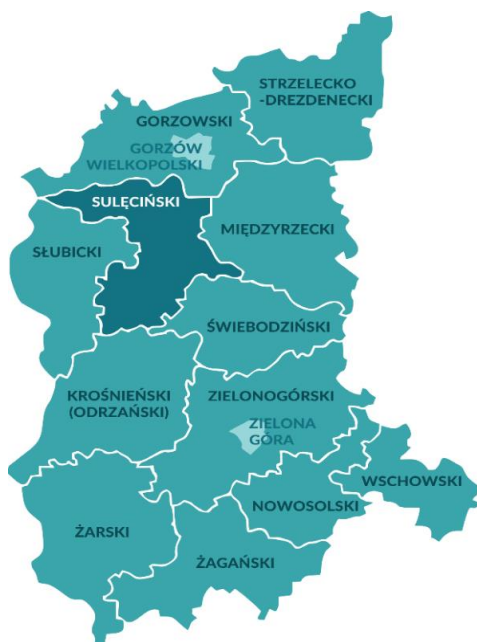 STRZELECKO
-DREZDENECKI
GORZOWSKI
GORZÓW
WIELKOPOLSKI
SULĘCIŃSKI
MIĘDZYRZECKI
SŁUBICKI
ŚWIEBODZIŃSKI
KROŚNIEŃSKI
(ODRZAŃSKI)
ZIELONOGÓRSKI
ZIELONA
GÓRA
WSCHOWSKI
NOWOSOLSKI
ŻARSKI
ŻAGAŃSKI